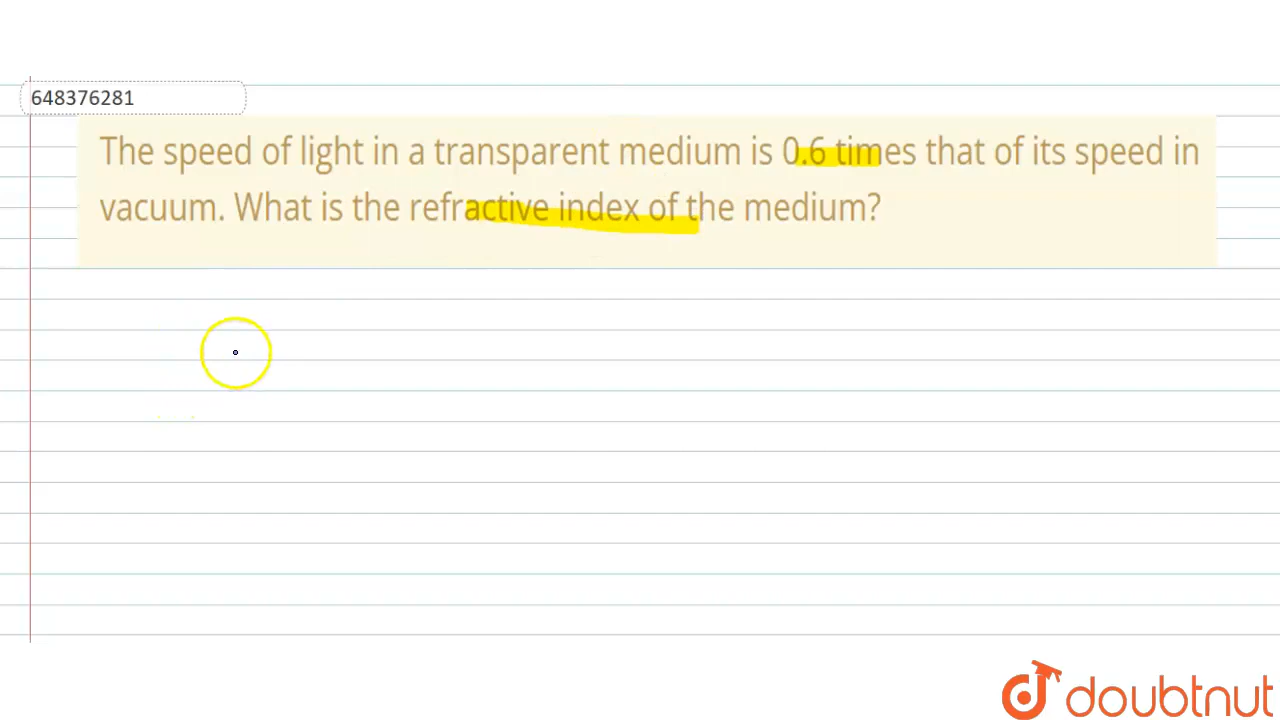 648376281
The speed of light in a transparent medium is 0.6 times that of its speed in
vacuum. What is the refractive index of the medium?
doubtnut